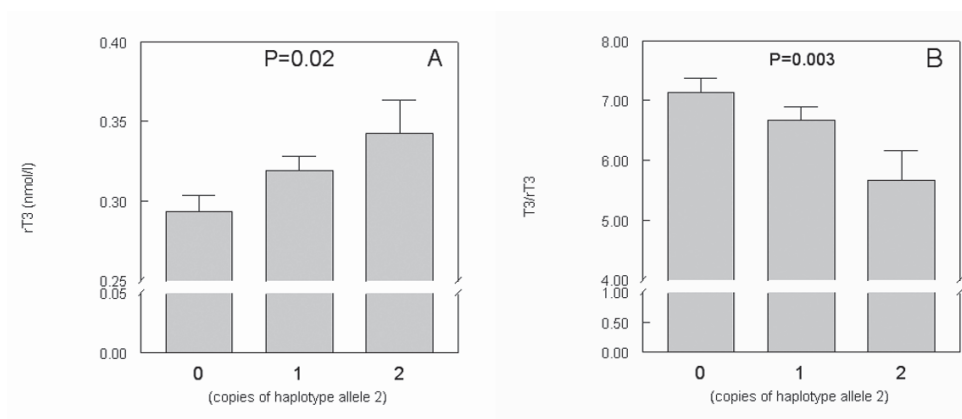 P=0.02 A
0.40
0.35
0.30
0.25
0.05
0.00
rT3 (nmol/l)
0 1 2
(copies of haplotype allele 2)
P=0.003 B
8.00
7.00
6.00
5.00
4.00
1.00
0.50
0.00
T3/rT3
0 1 2
(copies of haplotype allele 2)